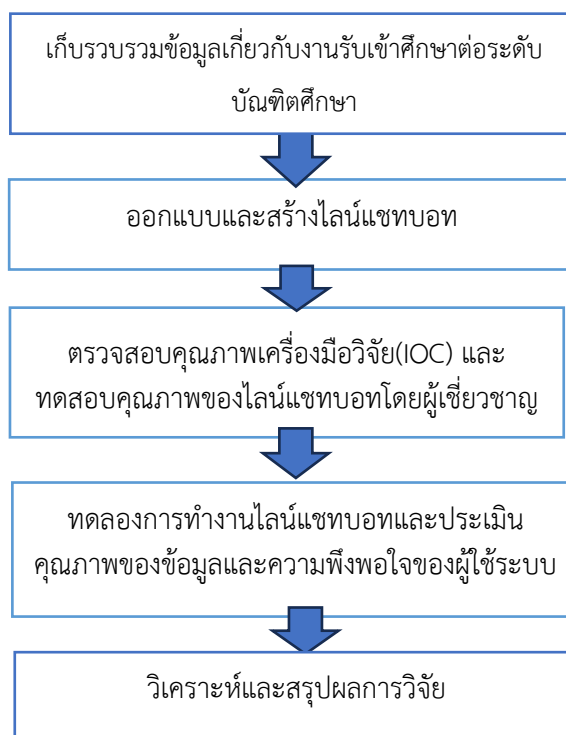 เก็บรวบรวมข้อมูลเกี่ยวกับงานรับเข้าศึกษาต่อระดับ
บัณฑิตศึกษา
ออกแบบและสร้างไลน์แชทบอท
ตรวจสอบคุณภาพเครื่องมือวิจัย(IOC) และ
ทดสอบคุณภาพของไลน์แชทบอทโดยผู้เชี่ยวชาญ
ทดลองการทำงานไลน์แชทบอทและประเมิน
คุณภาพของข้อมูลและความพึงพอใจของผู้ใช้ระบบ
วิเคราะห์และสรุปผลการวิจัย